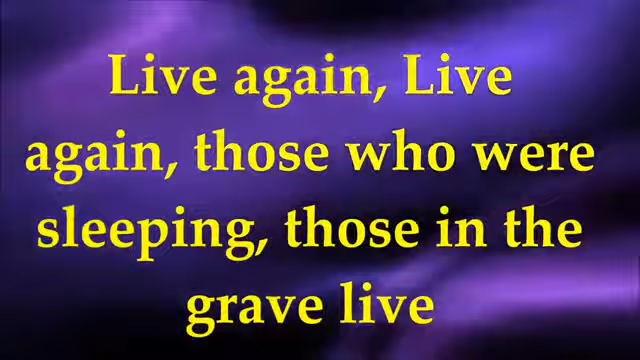 Live again, Live
again, those who were
sleeping, those in the
grave live